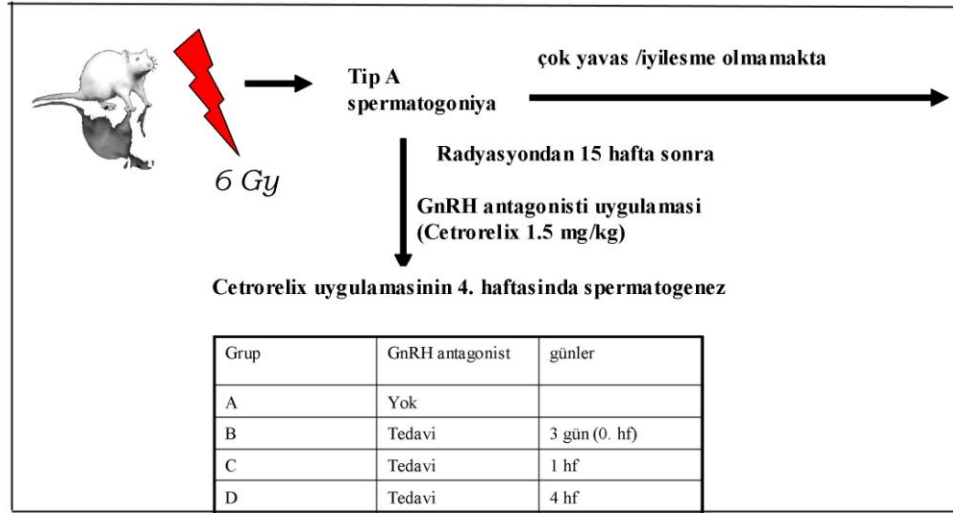 çok yavas /iyilesme olmamakta
Tip A
spermatogoniya
6 Gy
Radyasyondan 15 hafta sonra
GnRH antagonisti uygulamasi
(Cetrorelix 1.5 mg/kg)
Cetrorelix uygulamasinin 4. haftasinda spermatogenez
Grup GnRH antagonist günler
A Yok
B Tedavi 3 gün (0. hf)
C Tedavi 1 hf
D Tedavi 4 hf